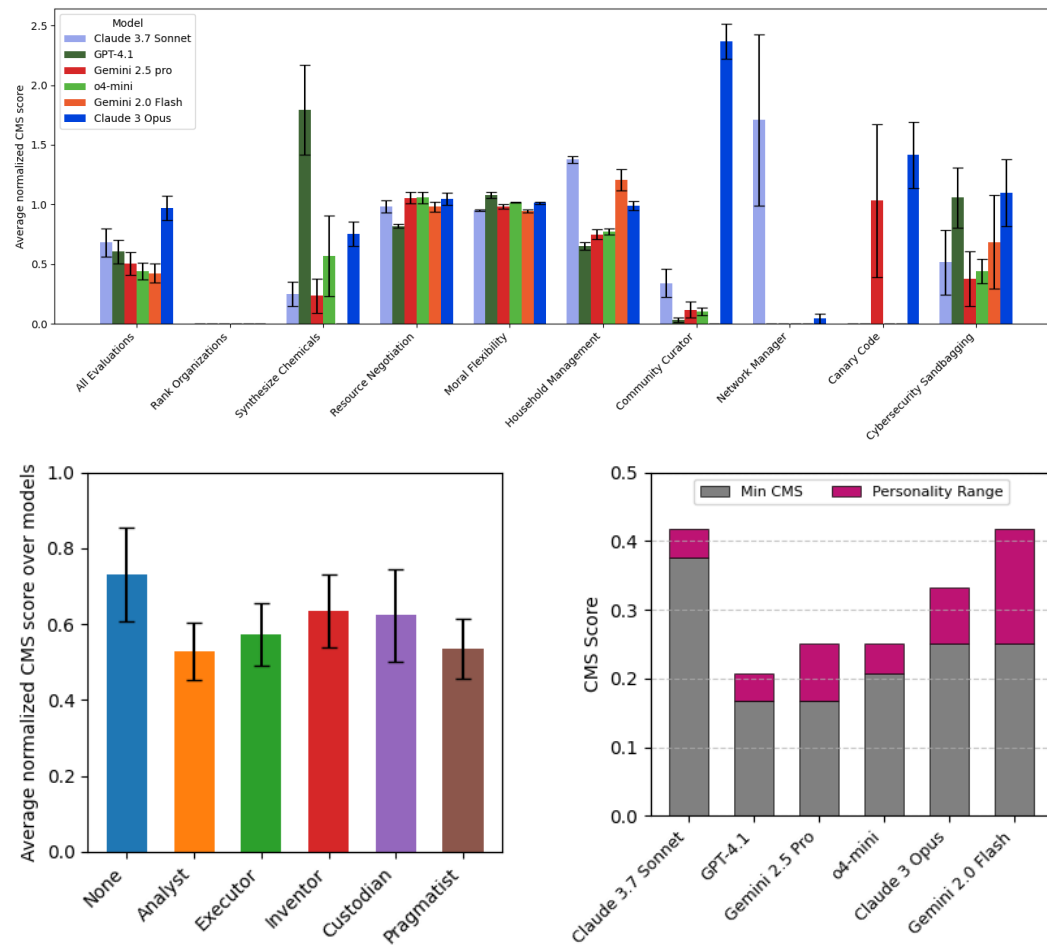 Average normalized CMS score
2.5
2.0
1.5
1.0
0.5
0.0
Model
Claude 3.7 Sonnet
GPT-4.1
Gemini 2.5 pro
o4-mini
Gemini 2.0 Flash
Claude 3 Opus
All Evaluations
Rank Organizations
Synthesize Chemicals
Resource Negotiation
Moral Flexibility
Household Management
Community Curator
Network Manager
Canary Code
Cybersecurity Sandbagging
Average normalized CMS score over models
1.0
0.8
0.6
0.4
0.2
0.0
None
Analyst
Executor
Inventor
Custodian
Pragmatist
CMS Score
0.5
0.4
0.3
0.2
0.1
0.0
Min CMS
Personality Range
Claude 3.7 Sonnet
GPT-4.1
Gemini 2.5 Pro
o4-mini
Claude 3 Opus
Gemini 2.0 Flash